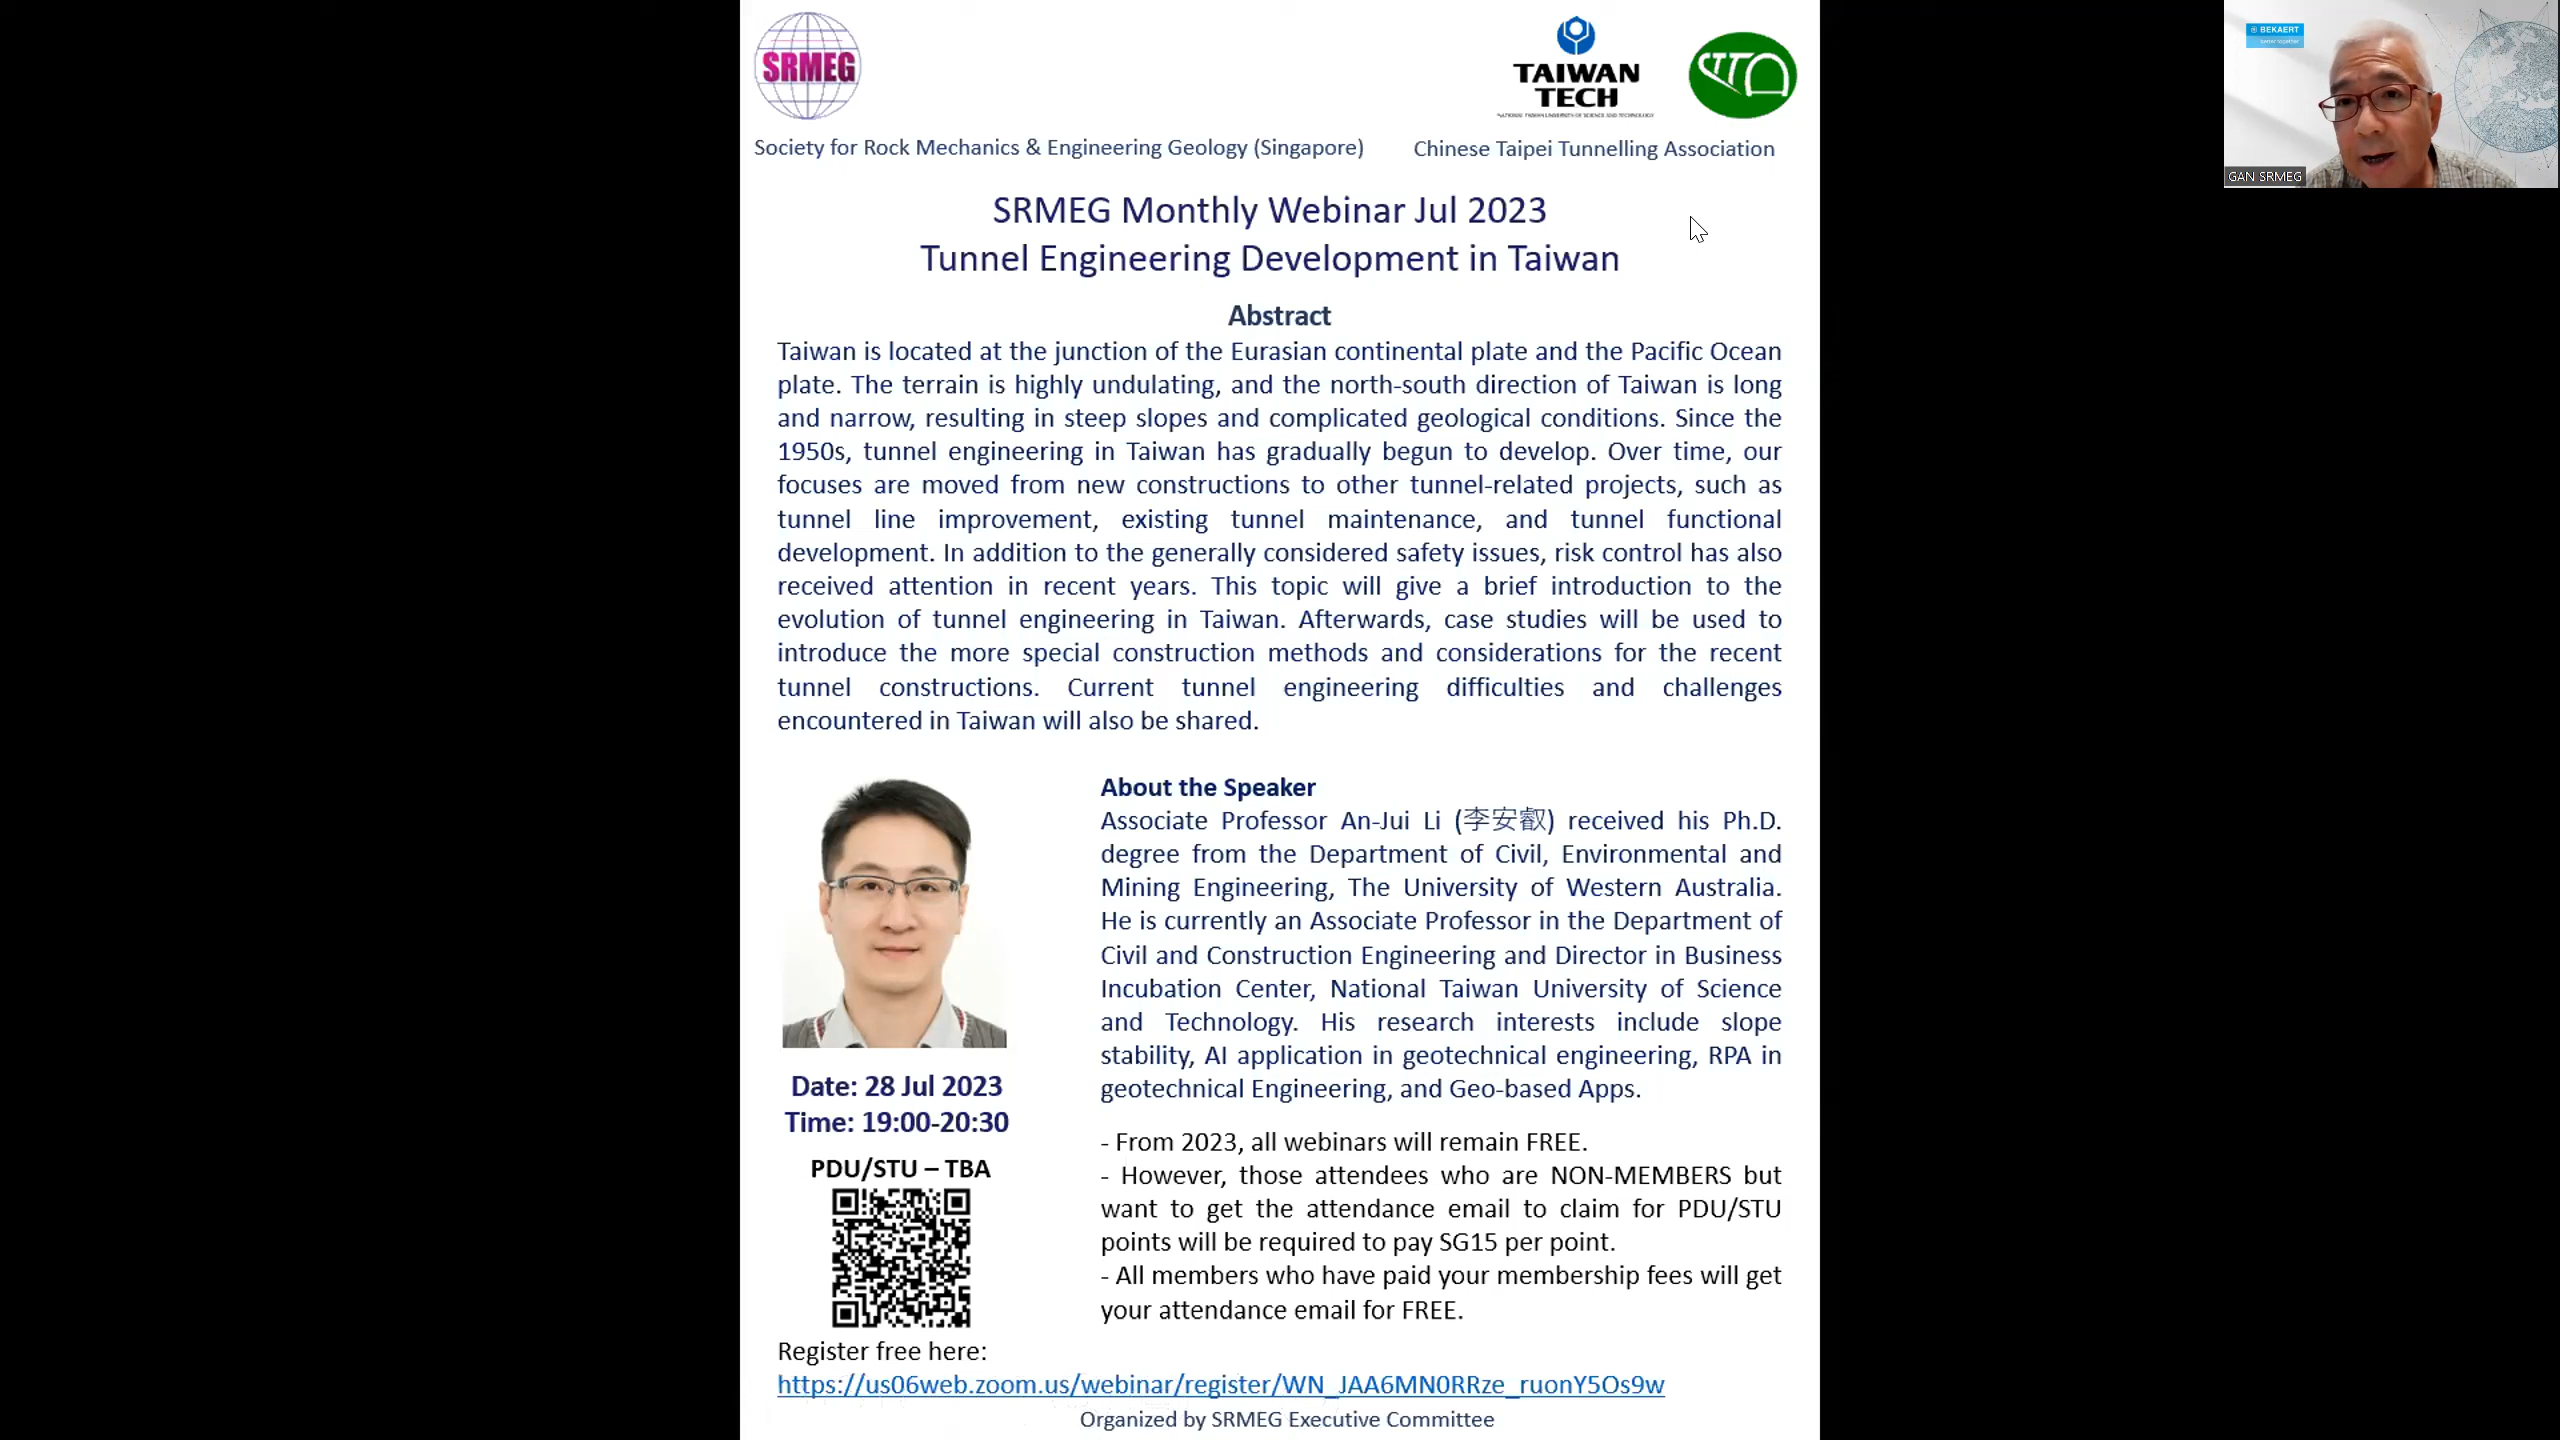 SRMEG
TAIWAN
TECH
NATIONAL TAIWAN UNIVERSITY OF SCIENCE AND TECHNOLOGY
Society for Rock Mechanics & Engineering Geology (Singapore)
Chinese Taipei Tunnelling Association
SRMEG Monthly Webinar Jul 2023
Tunnel Engineering Development in Taiwan
Abstract
Taiwan is located at the junction of the Eurasian continental plate and the Pacific Ocean
plate. The terrain is highly undulating, and the north-south direction of Taiwan is long
and narrow, resulting in steep slopes and complicated geological conditions. Since the
1950s, tunnel engineering in Taiwan has gradually begun to develop. Over time, our
focuses are moved from new constructions to other tunnel-related projects, such as
tunnel line improvement, existing tunnel maintenance, and tunnel functional
development. In addition to the generally considered safety issues, risk control has also
received attention in recent years. This topic will give a brief introduction to the
evolution of tunnel engineering in Taiwan. Afterwards, case studies will be used to
introduce the more special construction methods and considerations for the recent
tunnel constructions. Current tunnel engineering difficulties and challenges
encountered in Taiwan will also be shared.
About the Speaker
Associate Professor An-Jui Li (李安叡) received his Ph.D.
degree from the Department of Civil, Environmental and
Mining Engineering, The University of Western Australia.
He is currently an Associate Professor in the Department of
Civil and Construction Engineering and Director in Business
Incubation Center, National Taiwan University of Science
and Technology. His research interests include slope
stability, AI application in geotechnical engineering, RPA in
geotechnical Engineering, and Geo-based Apps.
Date: 28 Jul 2023
Time: 19:00-20:30
PDU/STU – TBA
- From 2023, all webinars will remain FREE.
- However, those attendees who are NON-MEMBERS but
want to get the attendance email to claim for PDU/STU
points will be required to pay SG15 per point.
- All members who have paid your membership fees will get
your attendance email for FREE.
Register free here:
https://us06web.zoom.us/webinar/register/WN_JAA6MN0RRze_ruonY5Os9w
Organized by SRMEG Executive Committee
BEKAERT
better together
GAN SRMEG